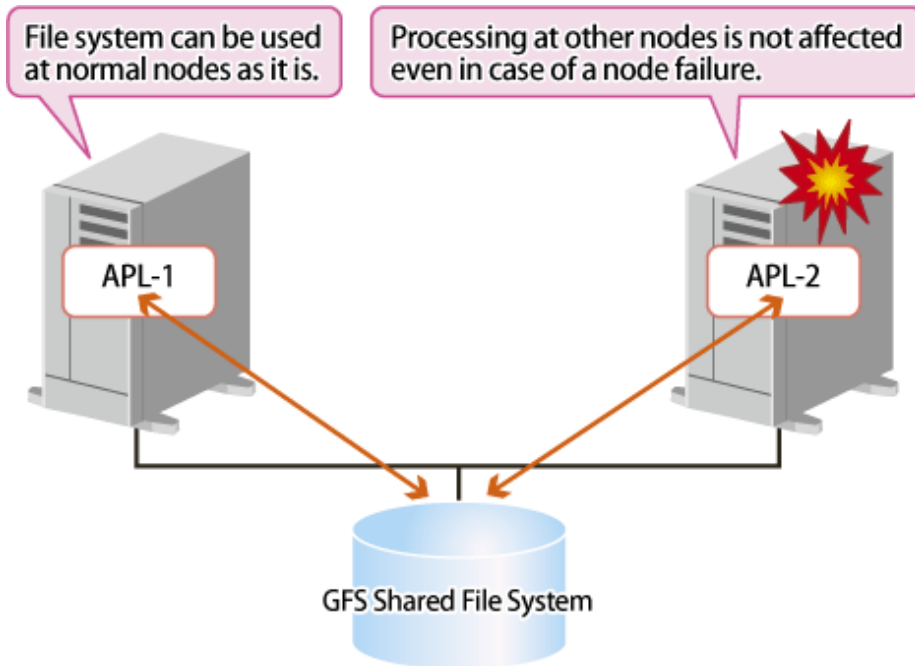 File system can be used
at normal nodes as it is.
Processing at other nodes is not affected
even in case of a node failure.
APL-1
APL-2
GFS Shared File System